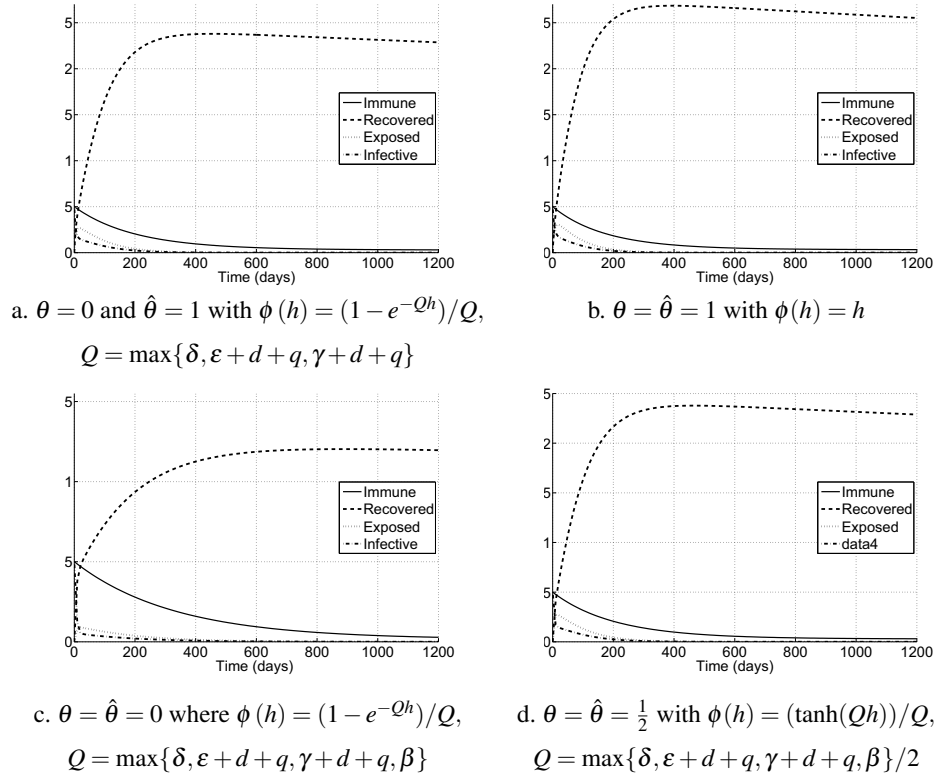 5
2
5
1
5
0
0 200 400 600 800 1000 1200
Time (days)
Immune
Recovered
Exposed
Infective
a. θ = 0 and θ̂ = 1 with ϕ (h) = (1 − e^{−Qh})/Q,
Q = max{δ, ε + d + q, γ + d + q}
5
2
5
1
5
0
0 200 400 600 800 1000 1200
Time (days)
Immune
Recovered
Exposed
Infective
b. θ = θ̂ = 1 with ϕ(h) = h
5
1
5
0
0 200 400 600 800 1000 1200
Time (days)
Immune
Recovered
Exposed
Infective
c. θ = θ̂ = 0 where ϕ (h) = (1 − e^{−Qh})/Q,
Q = max{δ, ε + d + q, γ + d + q, β}
5
2
5
1
5
0
0 200 400 600 800 1000 1200
Time (days)
Immune
Recovered
Exposed
data4
d. θ = θ̂ = 1/2 with ϕ(h) = (tanh(Qh))/Q,
Q = max{δ, ε + d + q, γ + d + q, β}/2